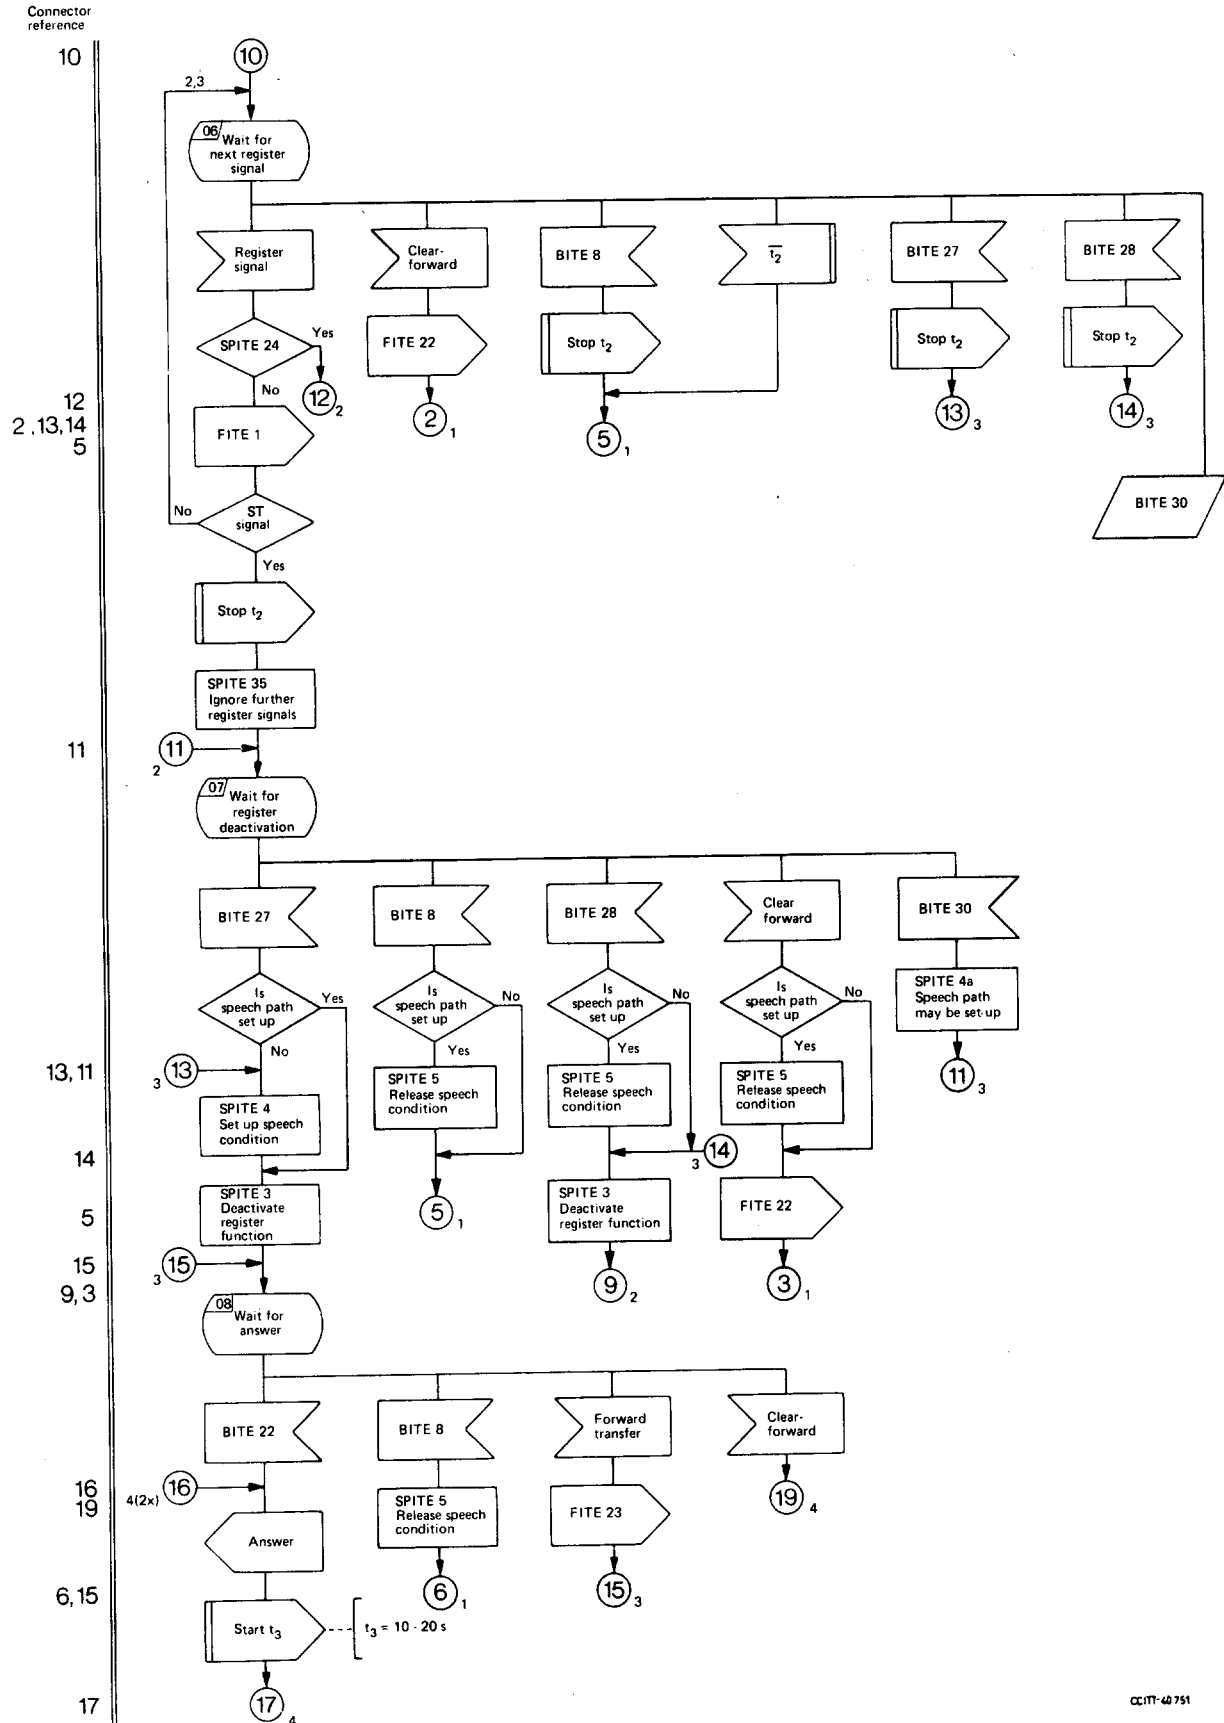 Connector
reference
10
10
2,3
06
Wait for
next register
signal
Register
signal
Clear-
forward
BITE 8
t2
BITE 27
BITE 28
SPITE 24
Yes
No
12
2
FITE 22
Stop t2
Stop t2
Stop t2
12
2,13,14
5
FITE 1
2
1
5
1
13
3
14
3
BITE 30
No
ST
signal
Yes
Stop t2
SPITE 35
Ignore further
register signals
11
11
2
07
Wait for
register
deactivation
BITE 27
BITE 8
BITE 28
Clear
forward
BITE 30
Is
speech path
set up
Yes
No
Is
speech path
set up
No
Yes
Is
speech path
set up
No
Yes
Is
speech path
set up
No
Yes
SPITE 4a
Speech path
may be set up
11
3
13,11
3
13
SPITE 4
Set up speech
condition
SPITE 5
Release speech
condition
SPITE 5
Release speech
condition
SPITE 5
Release speech
condition
14
3
14
SPITE 3
Deactivate
register
function
5
1
SPITE 3
Deactivate
register function
FITE 22
5
15
3
15
9
2
3
1
9,3
08
Wait for
answer
BITE 22
BITE 8
Forward
transfer
Clear-
forward
16
19
4(2x)
16
SPITE 5
Release speech
condition
FITE 23
19
4
Answer
6,15
6
1
15
3
Start t3
t3 = 10 - 20 s
17
17
4
CCITT-40 751